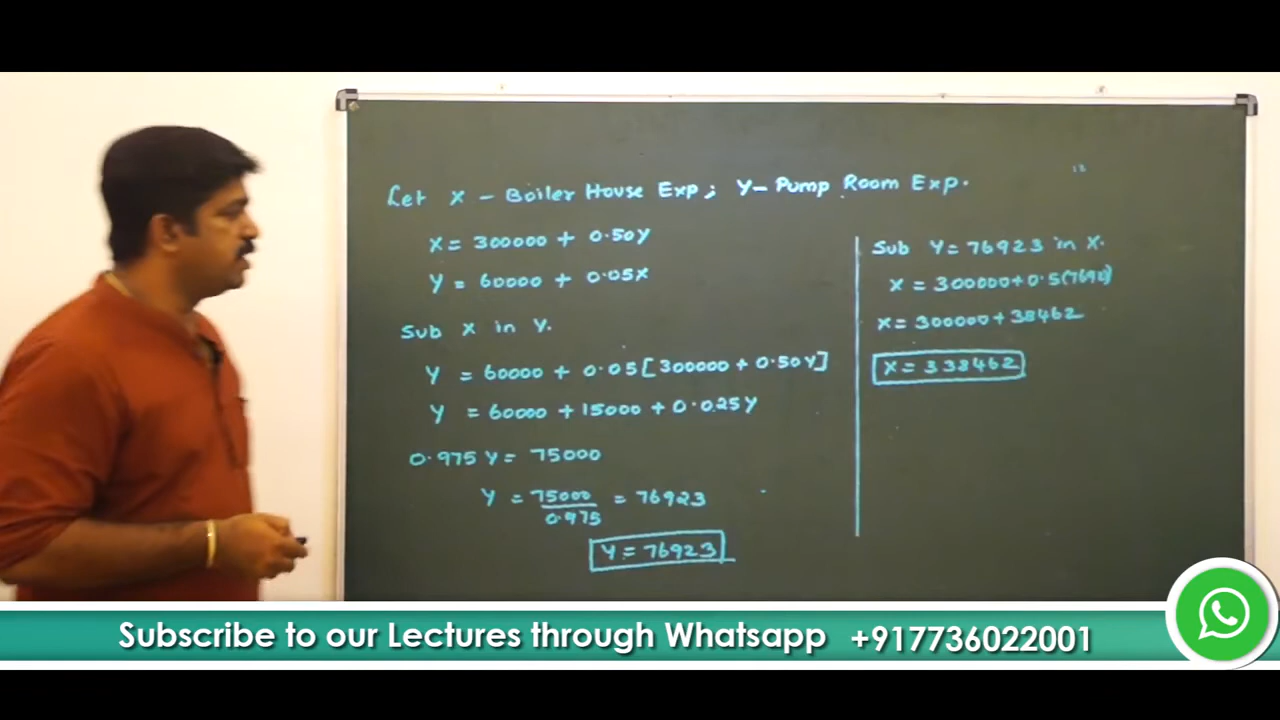 Let X - Boiler House Exp; Y- Pump Room Exp.
X = 300000 + 0.50Y
Y = 60000 + 0.05X
Sub X in Y.
Y = 60000 + 0.05[300000 + 0.50Y]
Y = 60000 + 15000 + 0.025Y
0.975Y = 75000
Y = 75000/0.975 = 76923
Y = 76923
12
Sub Y = 76923 in X.
X = 300000 + 0.5(76923)
X = 300000 + 38462
X = 338462
Subscribe to our Lectures through Whatsapp +917736022001